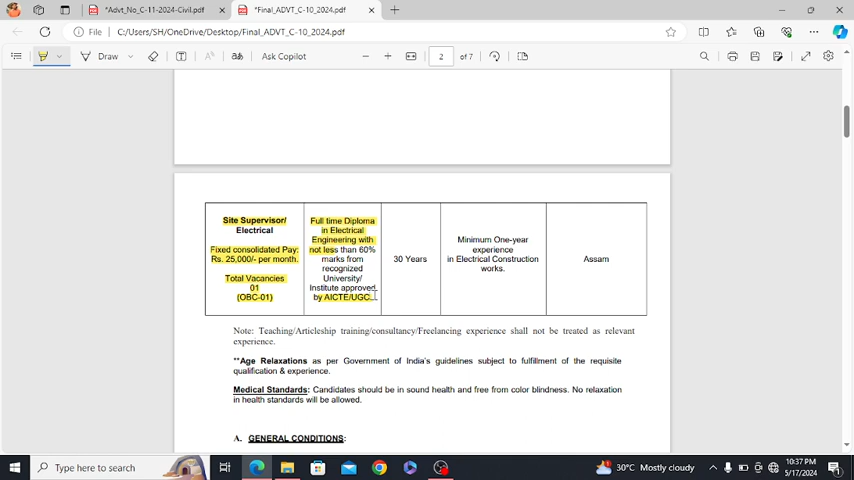 *Advt_No_C-11-2024-Civil.pdf
*Final_ADVT_C-10_2024.pdf
File
C:/Users/SH/OneDrive/Desktop/Final_ADVT_C-10_2024.pdf
Draw
Ask Copilot
2 of 7
Site Supervisor/
Electrical
Fixed consolidated Pay:
Rs. 25,000/- per month.
Total Vacancies
01
(OBC-01)
Full time Diploma
in Electrical
Engineering with
not less than 60%
marks from
recognized
University/
Institute approved
by AICTE/UGC.
30 Years
Minimum One-year
experience
in Electrical Construction
works.
Assam
Note: Teaching/Articleship training/consultancy/Freelancing experience shall not be treated as relevant
experience.
**Age Relaxations as per Government of India's guidelines subject to fulfillment of the requisite
qualification & experience.
Medical Standards: Candidates should be in sound health and free from color blindness. No relaxation
in health standards will be allowed.
A. GENERAL CONDITIONS:
Type here to search
30°C Mostly cloudy
10:37 PM
5/17/2024